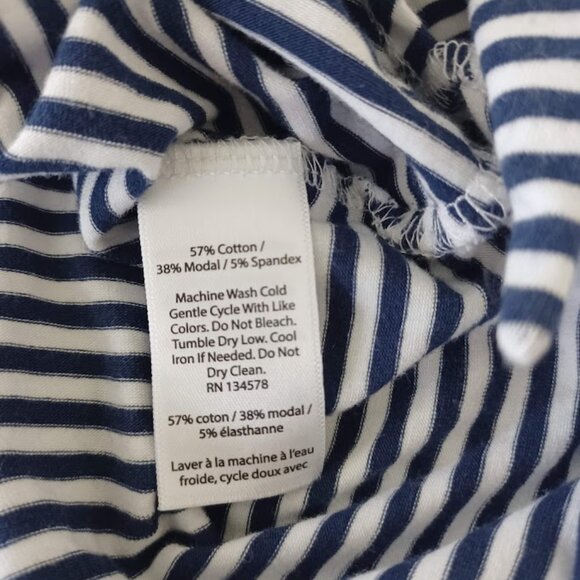 57% Cotton /
38% Modal / 5% Spandex
Machine Wash Cold
Gentle Cycle With Like
Colors. Do Not Bleach.
Tumble Dry Low. Cool
Iron If Needed. Do Not
Dry Clean.
RN 134578
57% coton / 38% modal /
5% élasthanne
Laver à la machine à l'eau
froide, cycle doux avec